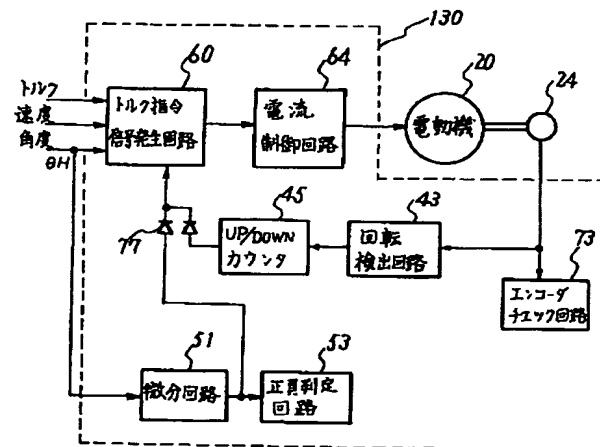 130
60
64
20
24
トルク
速度
角度
θH
トルク指令
信号発生回路
電流
制御回路
電動機
77
45
43
73
UP/DOWN
カウンタ
回転
検出回路
エンコーダ
チェック回路
51
53
微分回路
正負判定
回路